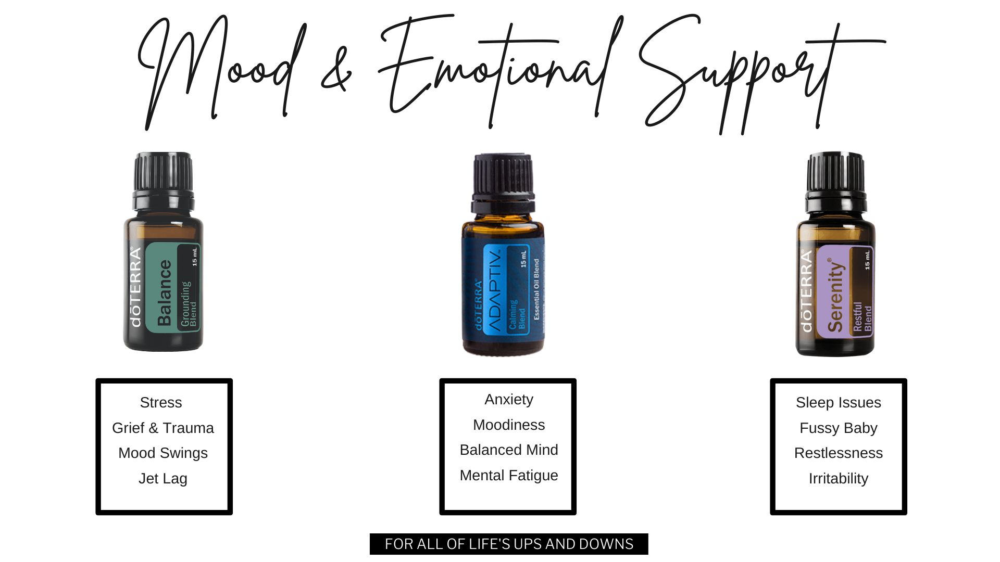 Mood & Emotional Support
dōTERRA®
Balance
Grounding
Blend
15 mL
dōTERRA®
ADAPTIV™
Calming
Blend
15 mL
Essential Oil Blend
dōTERRA®
Serenity®
Restful
Blend
15 mL
Stress
Grief & Trauma
Mood Swings
Jet Lag
Anxiety
Moodiness
Balanced Mind
Mental Fatigue
Sleep Issues
Fussy Baby
Restlessness
Irritability
FOR ALL OF LIFE'S UPS AND DOWNS